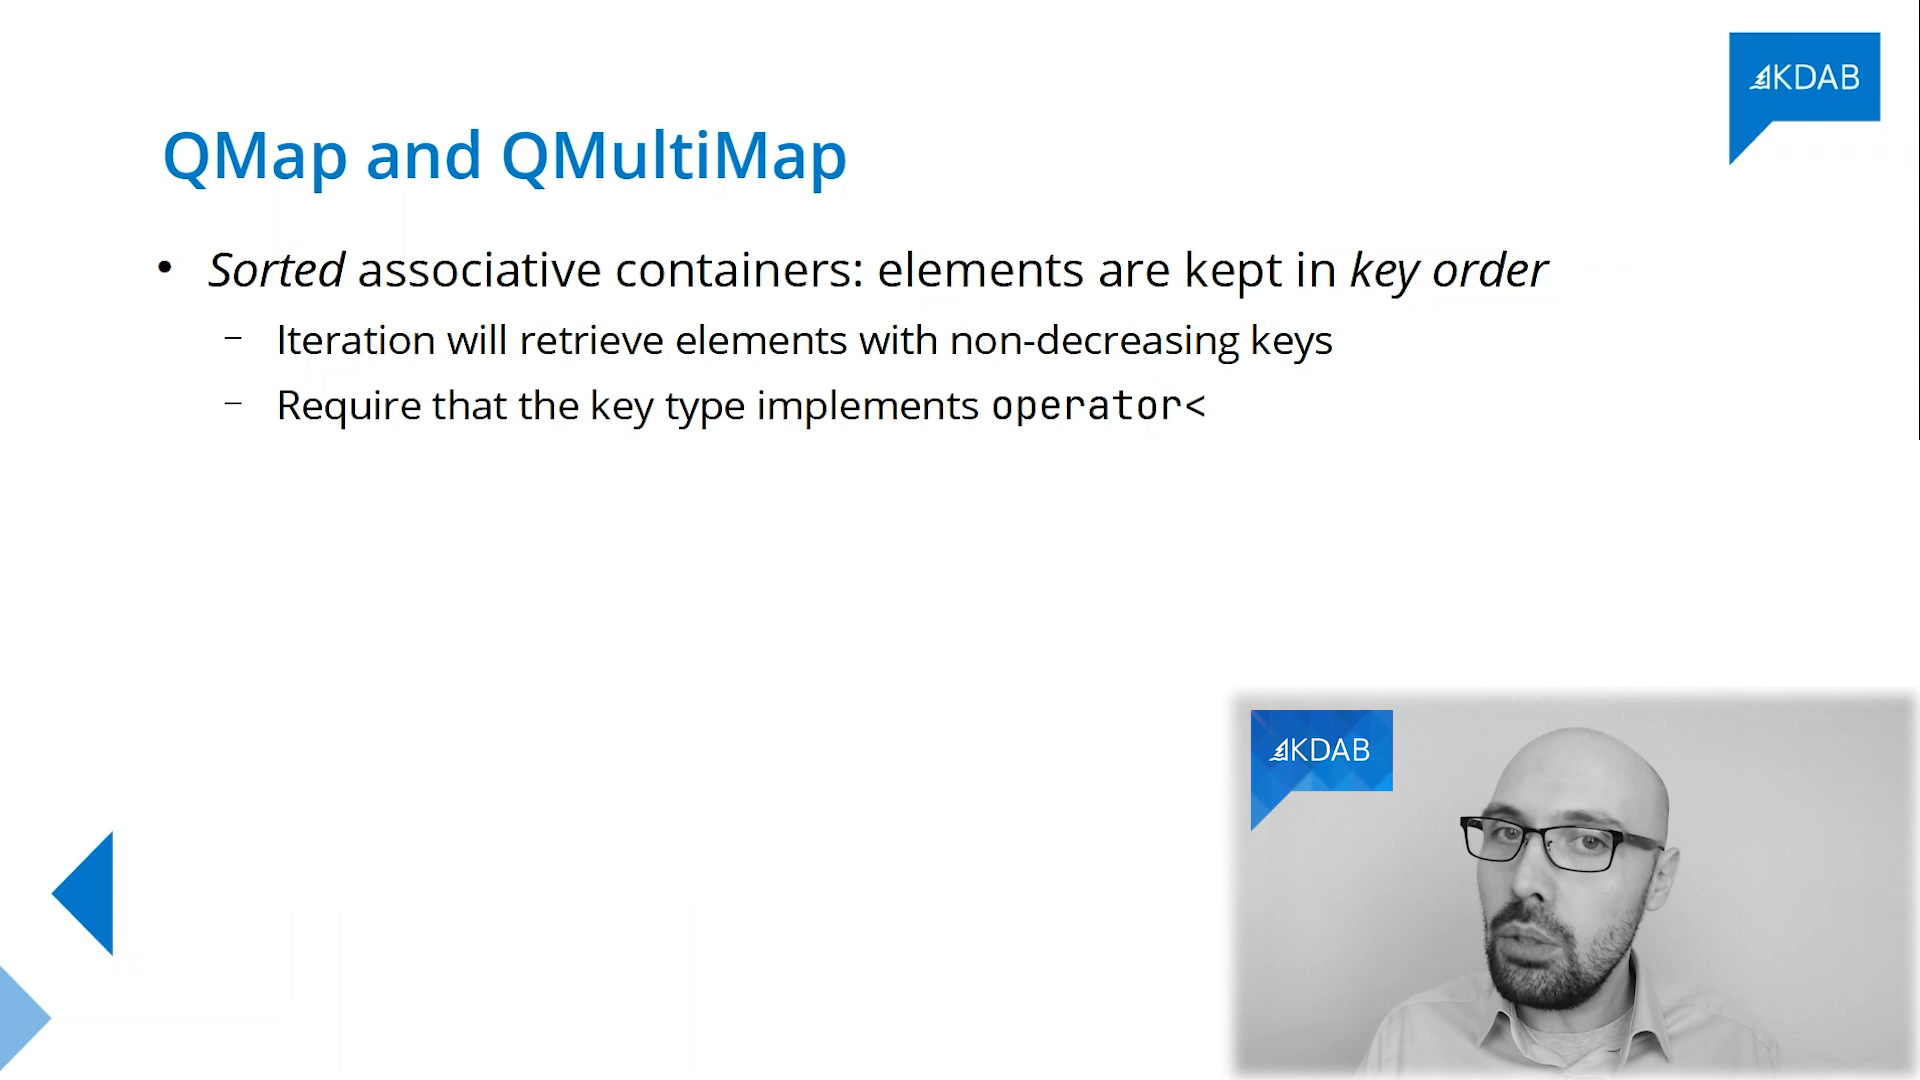 KDAB
QMap and QMultiMap
• Sorted associative containers: elements are kept in key order
– Iteration will retrieve elements with non-decreasing keys
– Require that the key type implements operator<
KDAB